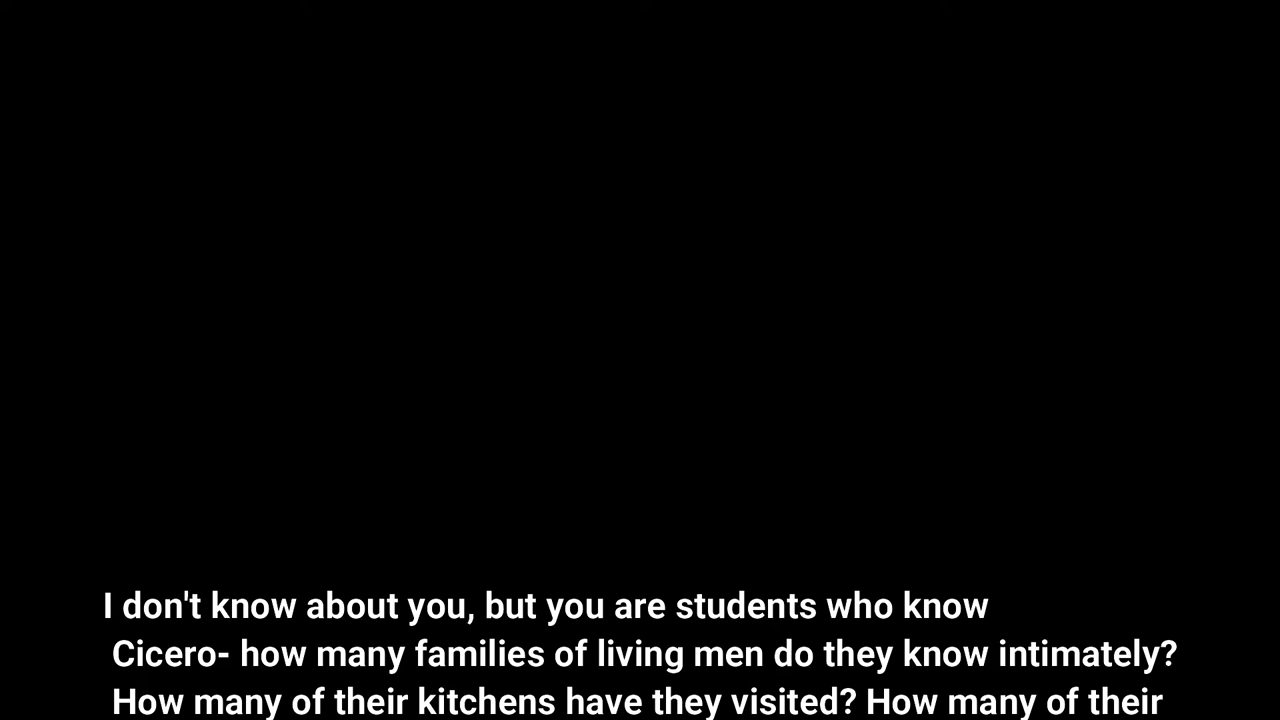 I don't know about you, but you are students who know
Cicero- how many families of living men do they know intimately?
How many of their kitchens have they visited? How many of their